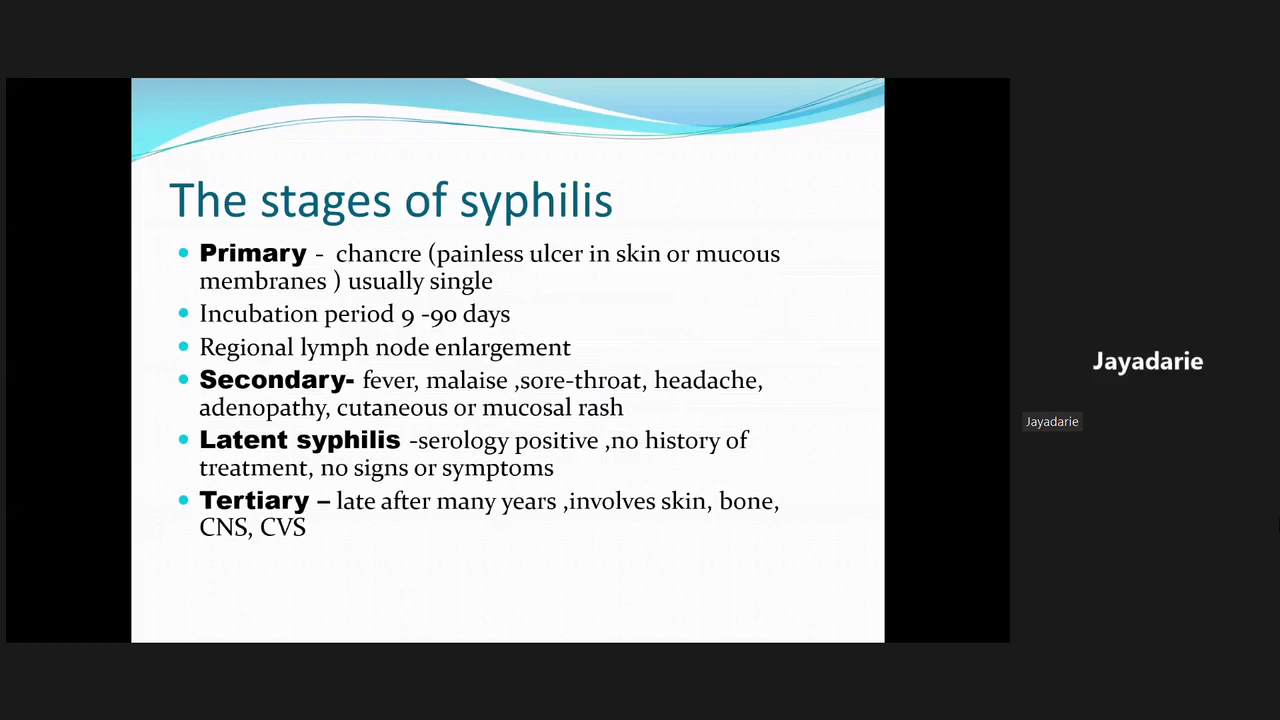 The stages of syphilis
Primary - chancre (painless ulcer in skin or mucous
membranes ) usually single
Incubation period 9 -90 days
Regional lymph node enlargement
Secondary- fever, malaise ,sore-throat, headache,
adenopathy, cutaneous or mucosal rash
Latent syphilis -serology positive ,no history of
treatment, no signs or symptoms
Tertiary – late after many years ,involves skin, bone,
CNS, CVS
Jayadarie
Jayadarie